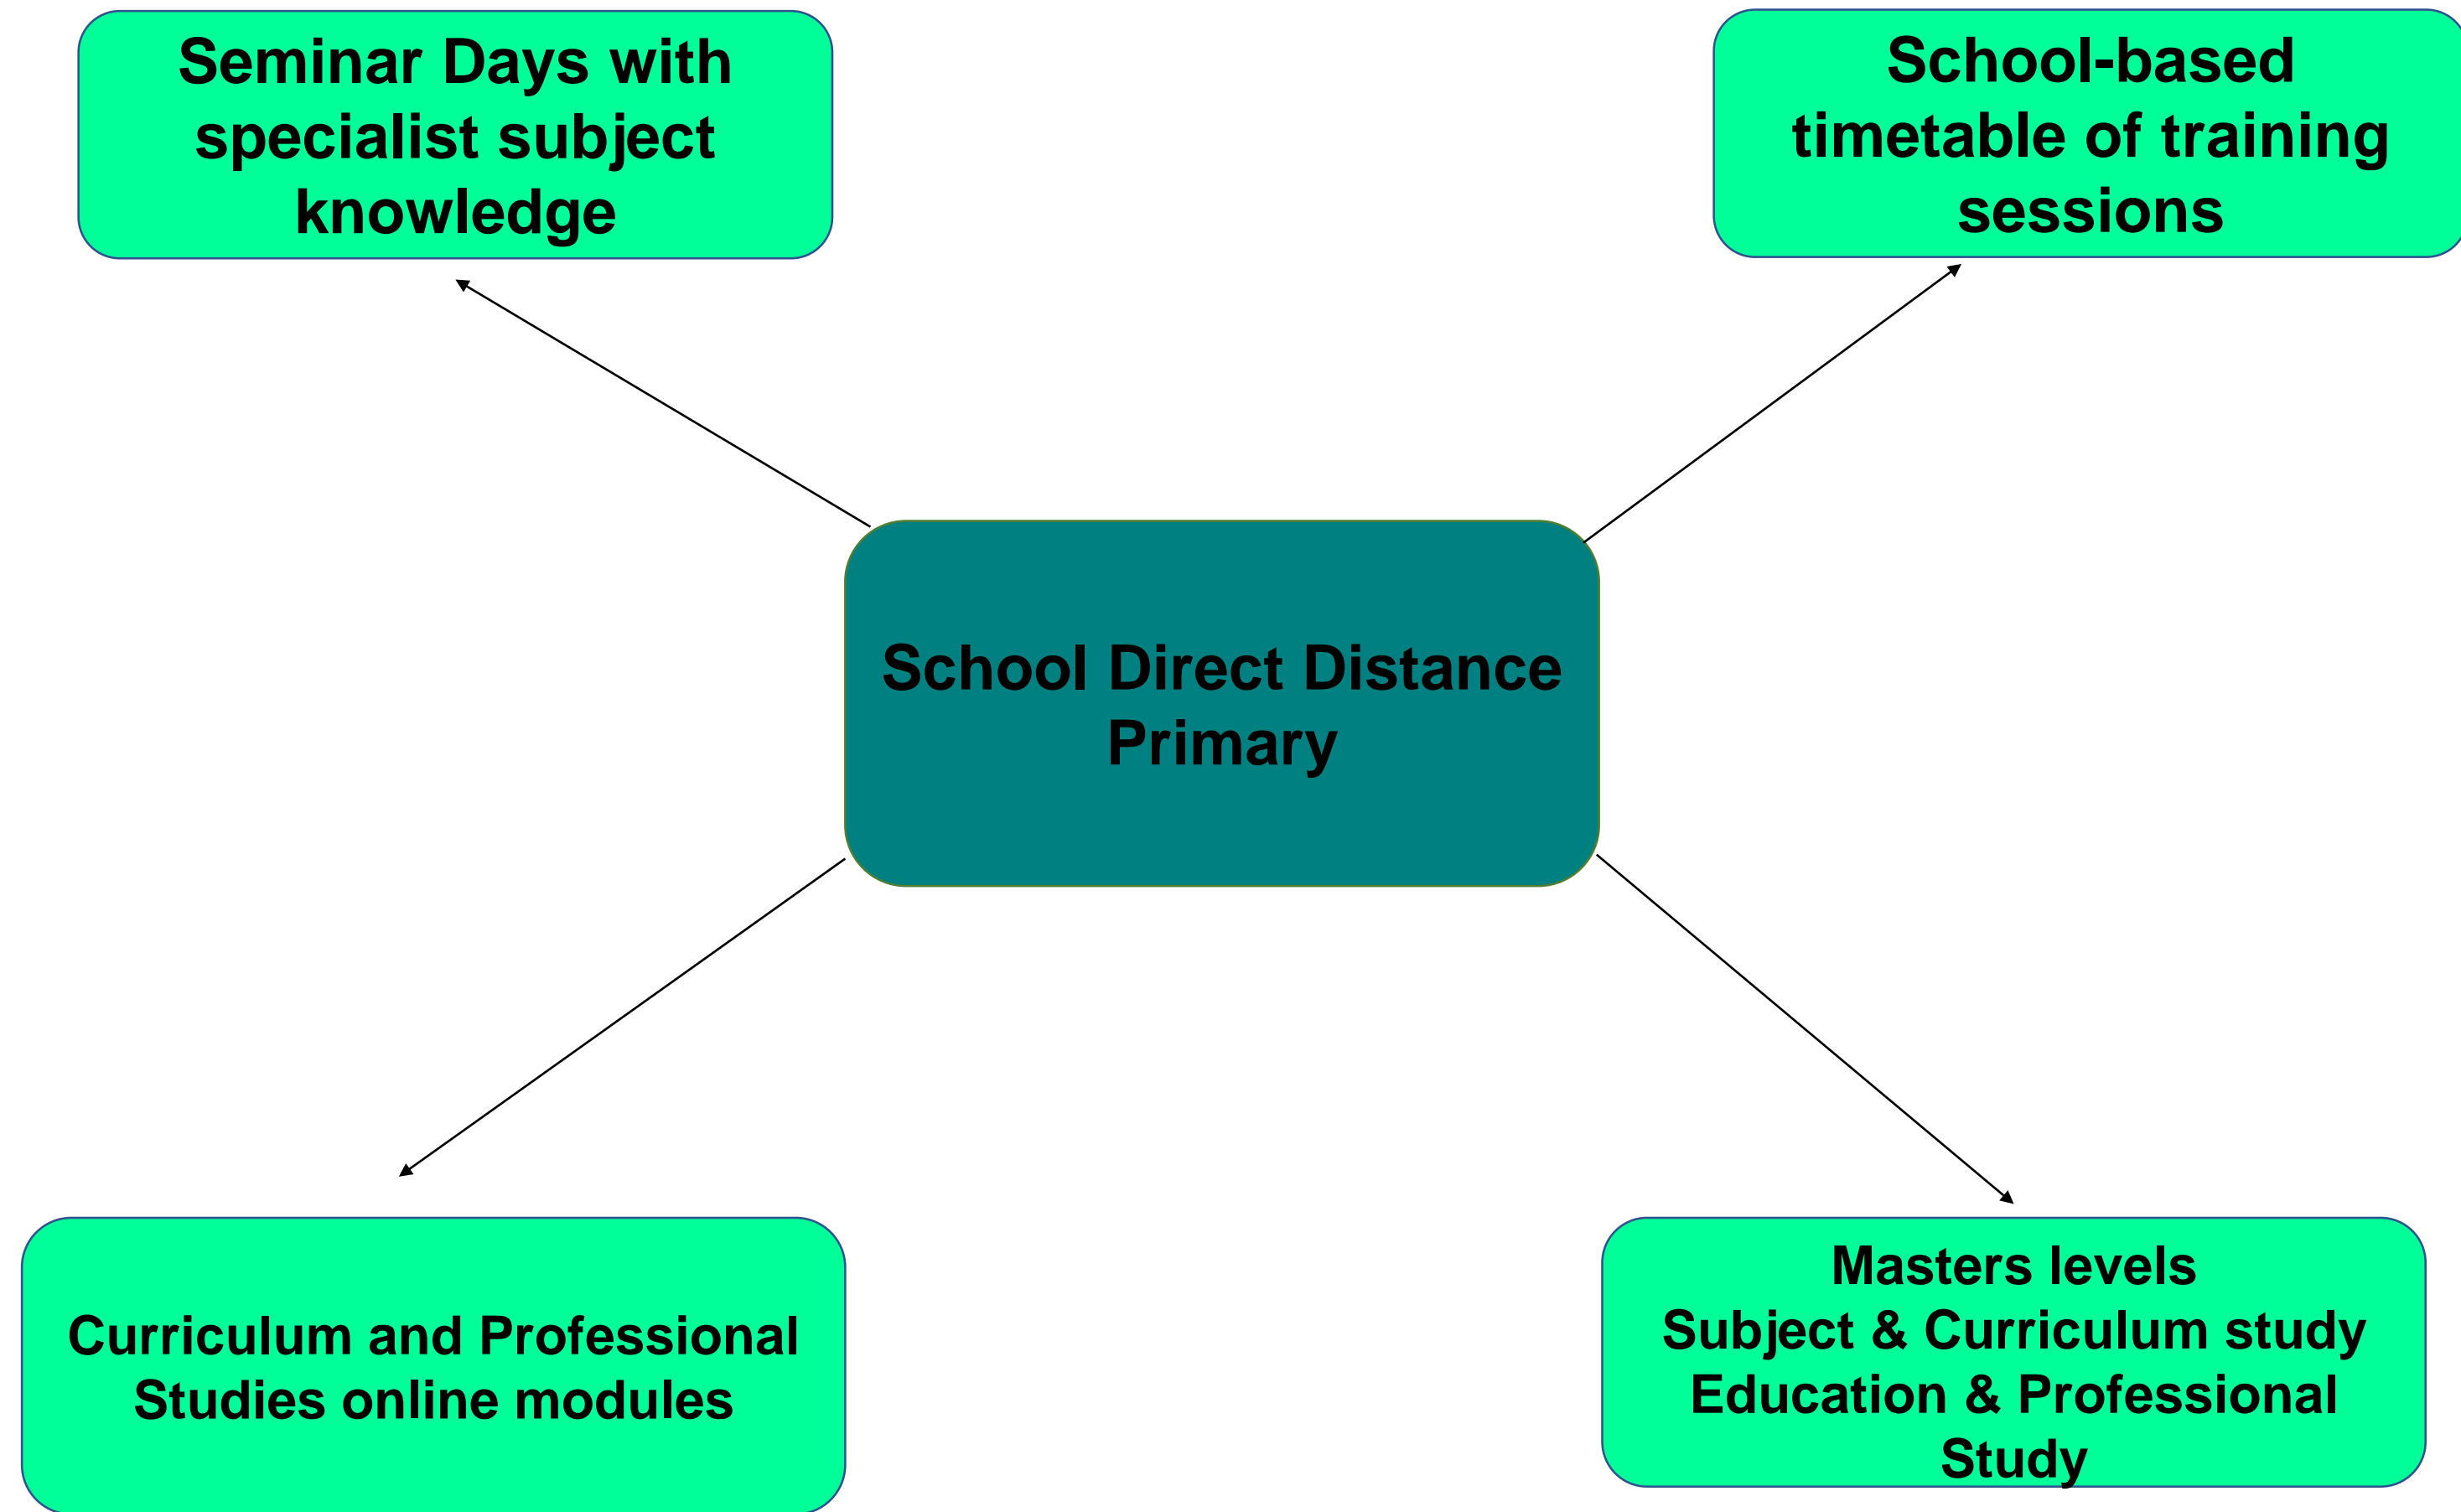 Seminar Days with
specialist subject
knowledge
School-based
timetable of training
sessions
School Direct Distance
Primary
Curriculum and Professional
Studies online modules
Masters levels
Subject & Curriculum study
Education & Professional
Study